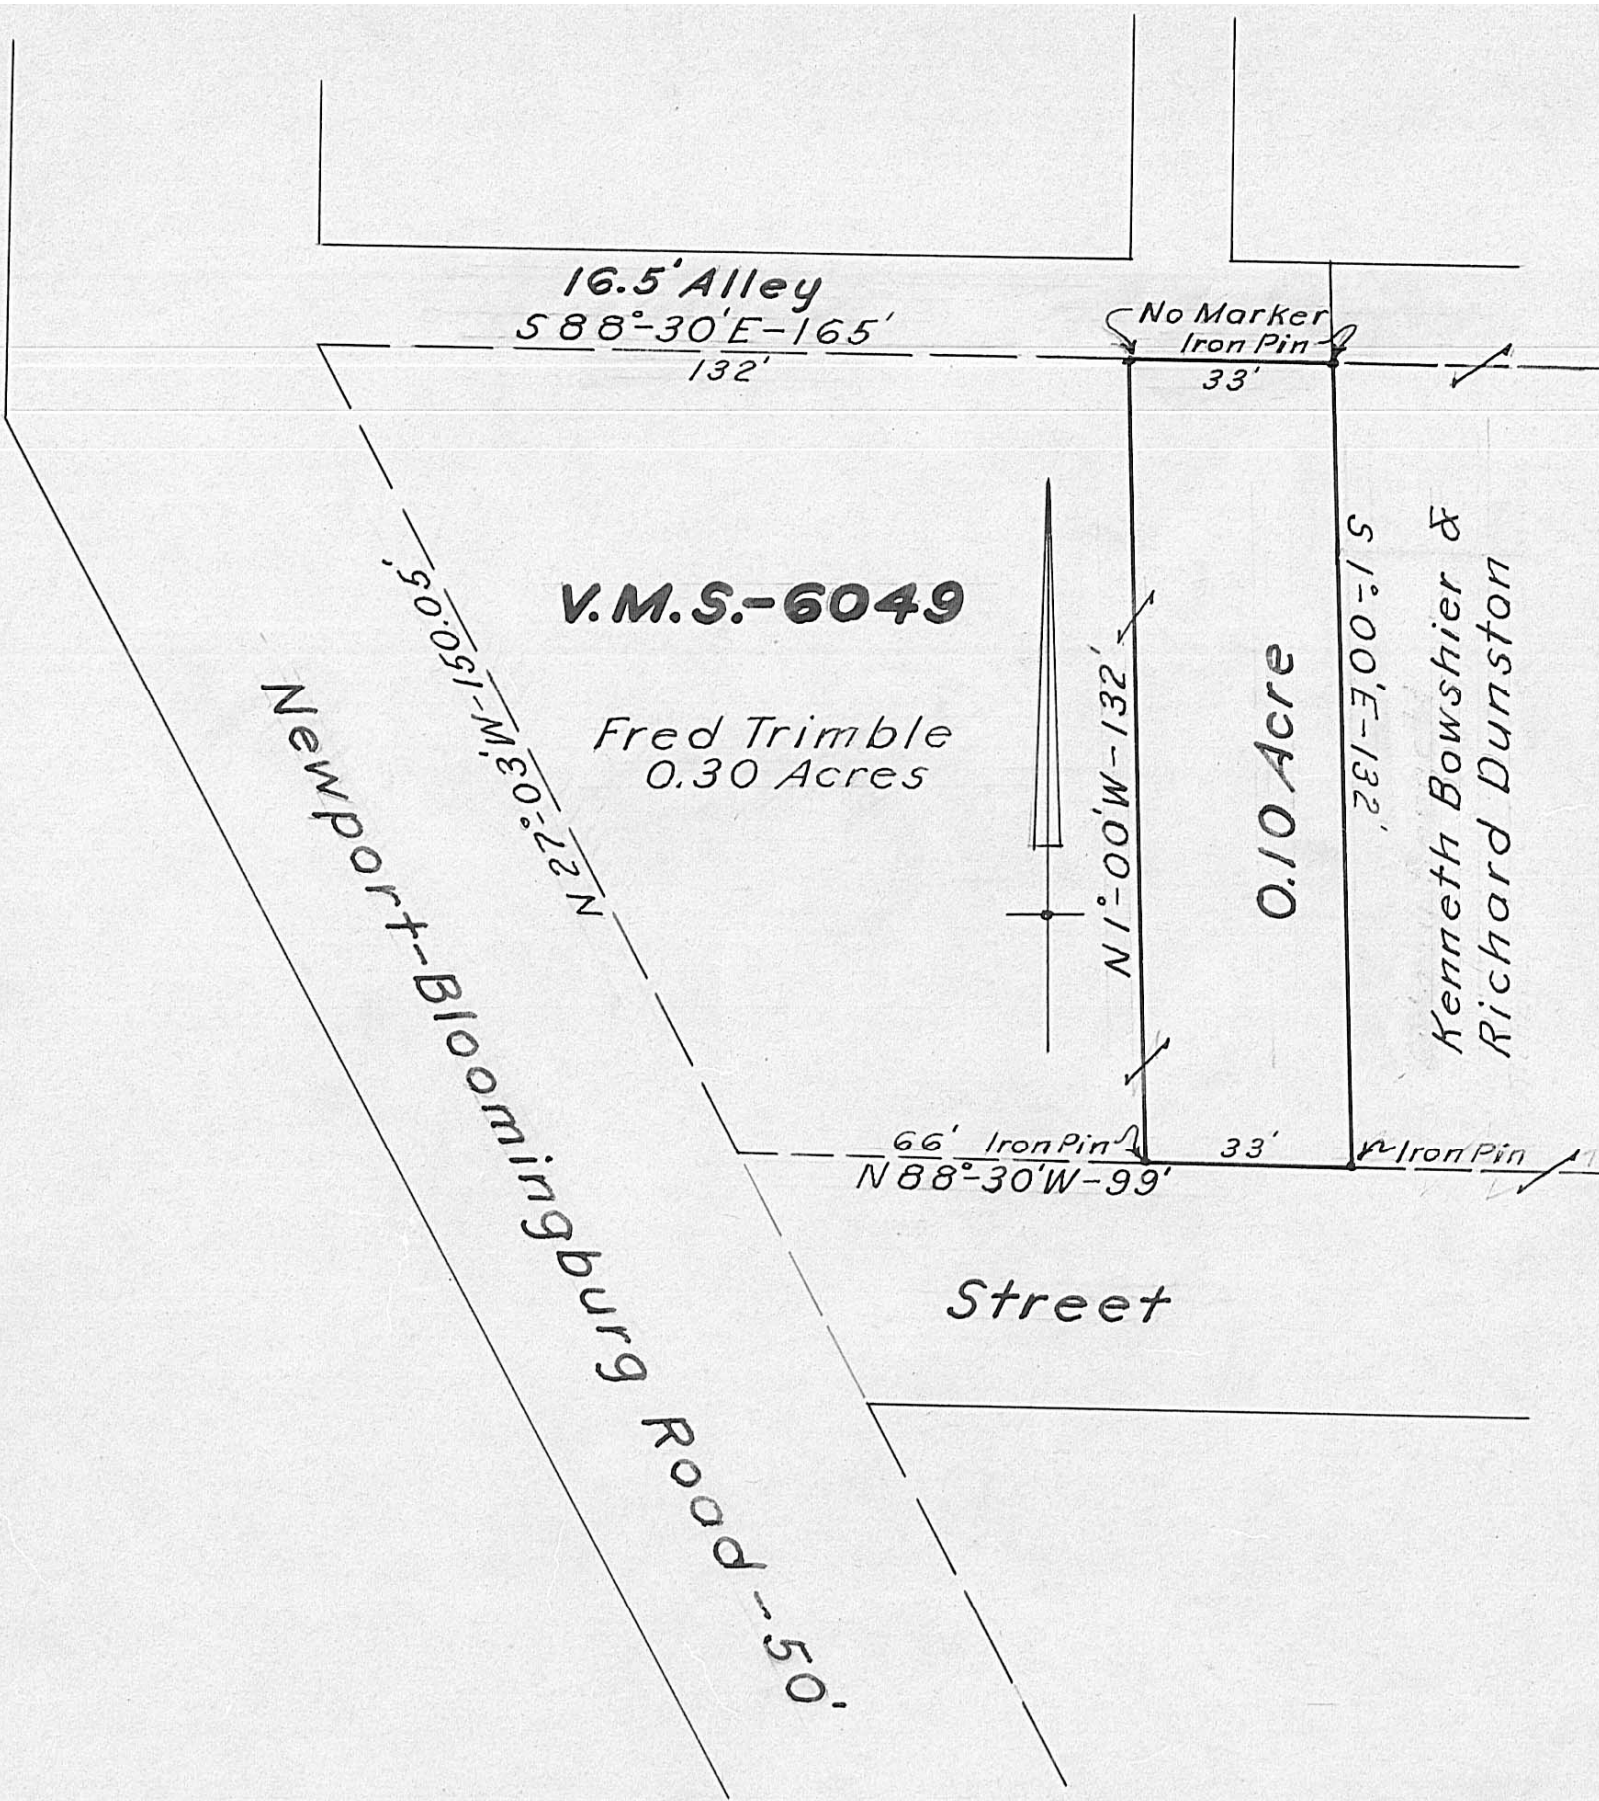 16.5' Alley
S 88°-30'E-165'
132'
No Marker
Iron Pin
33'
N 27°-03'W-150.05'
V.M.S.-6049
Fred Trimble
0.30 Acres
N 1°-00'W-132'
0.10 Acre
S 1°-00'E-132'
Kenneth Bowshier &
Richard Dunston
Newport-Bloomingburg Road-50'
66' Iron Pin
33'
Iron Pin
N 88°-30'W-99'
Street